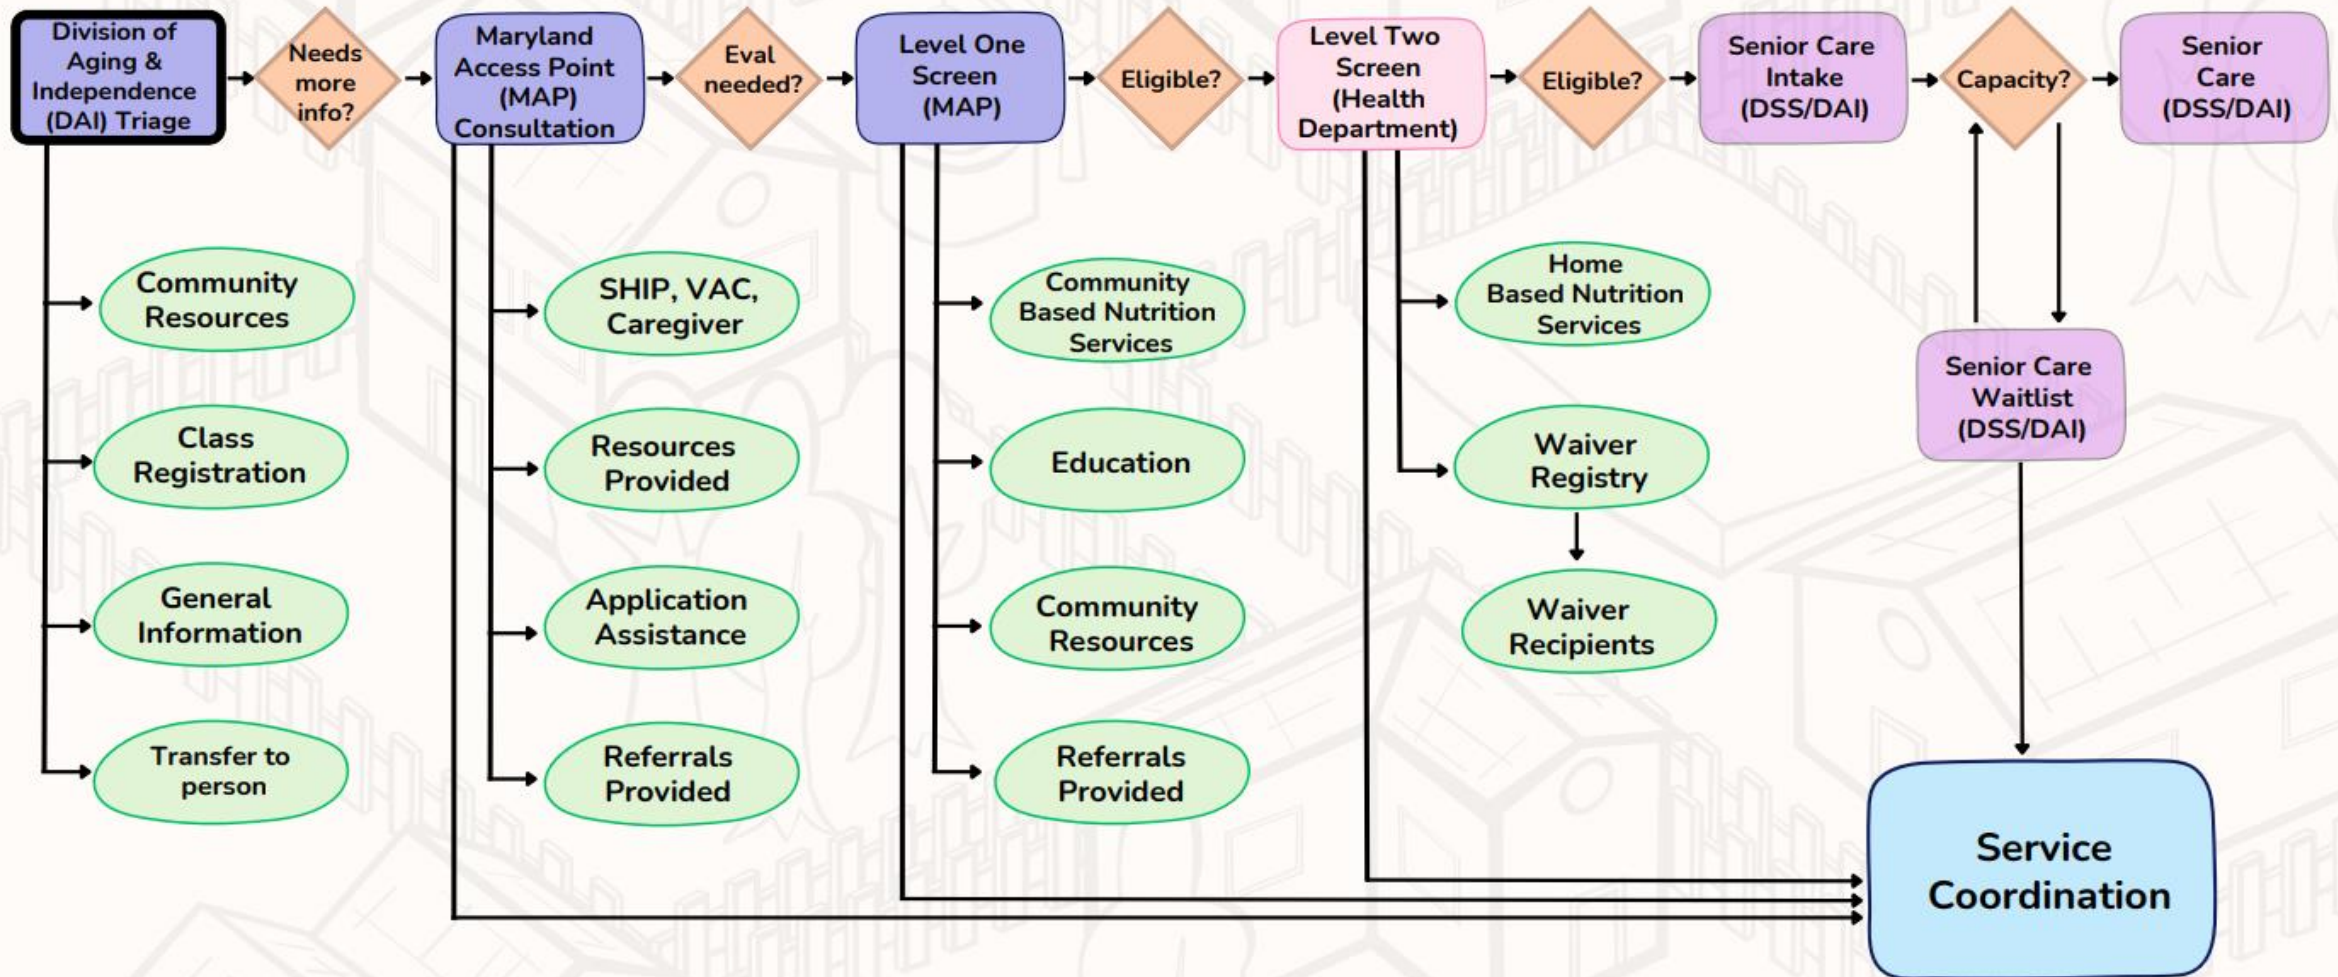 Division of
Aging &
Independence
(DAI) Triage
Needs
more
info?
Maryland
Access Point
(MAP)
Consultation
Eval
needed?
Level One
Screen
(MAP)
Eligible?
Level Two
Screen
(Health
Department)
Eligible?
Senior Care
Intake
(DSS/DAI)
Capacity?
Senior
Care
(DSS/DAI)
Community
Resources
Class
Registration
General
Information
Transfer to
person
SHIP, VAC,
Caregiver
Resources
Provided
Application
Assistance
Referrals
Provided
Community
Based Nutrition
Services
Education
Community
Resources
Referrals
Provided
Home
Based Nutrition
Services
Waiver
Registry
Waiver
Recipients
Senior Care
Waitlist
(DSS/DAI)
Service
Coordination